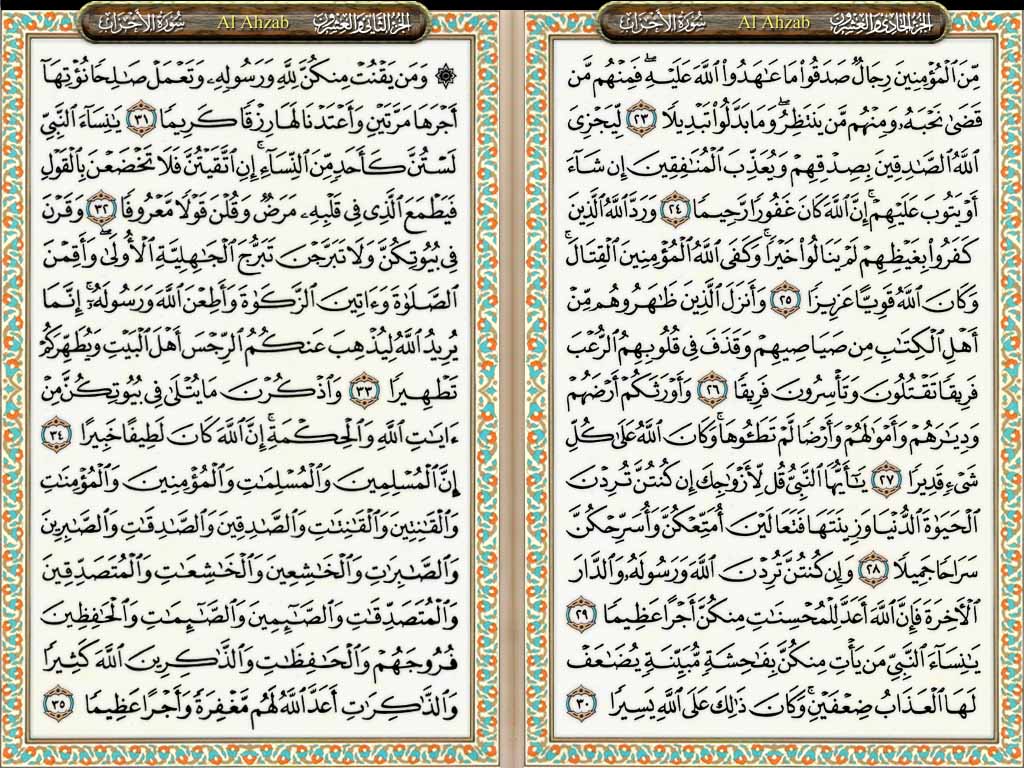 الجزء الحادي والعشرون Al Ahzab سورة الأحزاب
مِّنَ ٱلْمُؤْمِنِينَ رِجَالٌ صَدَقُوا۟ مَا عَٰهَدُوا۟ ٱللَّهَ عَلَيْهِ ۖ فَمِنْهُم مَّن
قَضَىٰ نَحْبَهُۥ وَمِنْهُم مَّن يَنتَظِرُ ۖ وَمَا بَدَّلُوا۟ تَبْدِيلًا ٢٣ لِّيَجْزِىَ
ٱللَّهُ ٱلصَّٰدِقِينَ بِصِدْقِهِمْ وَيُعَذِّبَ ٱلْمُنَٰفِقِينَ إِن شَآءَ
أَوْ يَتُوبَ عَلَيْهِمْ ۚ إِنَّ ٱللَّهَ كَانَ غَفُورًا رَّحِيمًا ٢٤ وَرَدَّ ٱللَّهُ ٱلَّذِينَ
كَفَرُوا۟ بِغَيْظِهِمْ لَمْ يَنَالُوا۟ خَيْرًا ۚ وَكَفَى ٱللَّهُ ٱلْمُؤْمِنِينَ ٱلْقِتَالَ ۚ
وَكَانَ ٱللَّهُ قَوِيًّا عَزِيزًا ٢٥ وَأَنزَلَ ٱلَّذِينَ ظَٰهَرُوهُم مِّنْ
أَهْلِ ٱلْكِتَٰبِ مِن صَيَاصِيهِمْ وَقَذَفَ فِى قُلُوبِهِمُ ٱلرُّعْبَ
فَرِيقًا تَقْتُلُونَ وَتَأْسِرُونَ فَرِيقًا ٢٦ وَأَوْرَثَكُمْ أَرْضَهُمْ
وَدِيَٰرَهُمْ وَأَمْوَٰلَهُمْ وَأَرْضًا لَّمْ تَطَـُٔوهَا ۚ وَكَانَ ٱللَّهُ عَلَىٰ كُلِّ
شَىْءٍ قَدِيرًا ٢٧ يَٰٓأَيُّهَا ٱلنَّبِىُّ قُل لِّأَزْوَٰجِكَ إِن كُنتُنَّ تُرِدْنَ
ٱلْحَيَوٰةَ ٱلدُّنْيَا وَزِينَتَهَا فَتَعَالَيْنَ أُمَتِّعْكُنَّ وَأُسَرِّحْكُنَّ
سَرَاحًا جَمِيلًا ٢٨ وَإِن كُنتُنَّ تُرِدْنَ ٱللَّهَ وَرَسُولَهُۥ وَٱلدَّارَ
ٱلْءَاخِرَةَ فَإِنَّ ٱللَّهَ أَعَدَّ لِلْمُحْسِنَٰتِ مِنكُنَّ أَجْرًا عَظِيمًا ٢٩
يَٰنِسَآءَ ٱلنَّبِىِّ مَن يَأْتِ مِنكُنَّ بِفَٰحِشَةٍ مُّبَيِّنَةٍ يُضَٰعَفْ
لَهَا ٱلْعَذَابُ ضِعْفَيْنِ ۚ وَكَانَ ذَٰلِكَ عَلَى ٱللَّهِ يَسِيرًا ٣٠
الجزء الثاني والعشرون Al Ahzab سورة الأحزاب
۞ وَمَن يَقْنُتْ مِنكُنَّ لِلَّهِ وَرَسُولِهِۦ وَتَعْمَلْ صَٰلِحًا نُّؤْتِهَآ
أَجْرَهَا مَرَّتَيْنِ وَأَعْتَدْنَا لَهَا رِزْقًا كَرِيمًا ٣١ يَٰنِسَآءَ ٱلنَّبِىِّ
لَسْتُنَّ كَأَحَدٍ مِّنَ ٱلنِّسَآءِ ۚ إِنِ ٱتَّقَيْتُنَّ فَلَا تَخْضَعْنَ بِٱلْقَوْلِ
فَيَطْمَعَ ٱلَّذِى فِى قَلْبِهِۦ مَرَضٌ وَقُلْنَ قَوْلًا مَّعْرُوفًا ٣٢ وَقَرْنَ
فِى بُيُوتِكُنَّ وَلَا تَبَرَّجْنَ تَبَرُّجَ ٱلْجَٰهِلِيَّةِ ٱلْأُولَىٰ ۖ وَأَقِمْنَ
ٱلصَّلَوٰةَ وَءَاتِينَ ٱلزَّكَوٰةَ وَأَطِعْنَ ٱللَّهَ وَرَسُولَهُۥٓ ۚ إِنَّمَا
يُرِيدُ ٱللَّهُ لِيُذْهِبَ عَنكُمُ ٱلرِّجْسَ أَهْلَ ٱلْبَيْتِ وَيُطَهِّرَكُمْ
تَطْهِيرًا ٣٣ وَٱذْكُرْنَ مَا يُتْلَىٰ فِى بُيُوتِكُنَّ مِنْ
ءَايَٰتِ ٱللَّهِ وَٱلْحِكْمَةِ ۚ إِنَّ ٱللَّهَ كَانَ لَطِيفًا خَبِيرًا ٣٤
إِنَّ ٱلْمُسْلِمِينَ وَٱلْمُسْلِمَٰتِ وَٱلْمُؤْمِنِينَ وَٱلْمُؤْمِنَٰتِ
وَٱلْقَٰنِتِينَ وَٱلْقَٰنِتَٰتِ وَٱلصَّٰدِقِينَ وَٱلصَّٰدِقَٰتِ وَٱلصَّٰبِرِينَ
وَٱلصَّٰبِرَٰتِ وَٱلْخَٰشِعِينَ وَٱلْخَٰشِعَٰتِ وَٱلْمُتَصَدِّقِينَ
وَٱلْمُتَصَدِّقَٰتِ وَٱلصَّٰٓئِمِينَ وَٱلصَّٰٓئِمَٰتِ وَٱلْحَٰفِظِينَ
فُرُوجَهُمْ وَٱلْحَٰفِظَٰتِ وَٱلذَّٰكِرِينَ ٱللَّهَ كَثِيرًا
وَٱلذَّٰكِرَٰتِ أَعَدَّ ٱللَّهُ لَهُم مَّغْفِرَةً وَأَجْرًا عَظِيمًا ٣٥